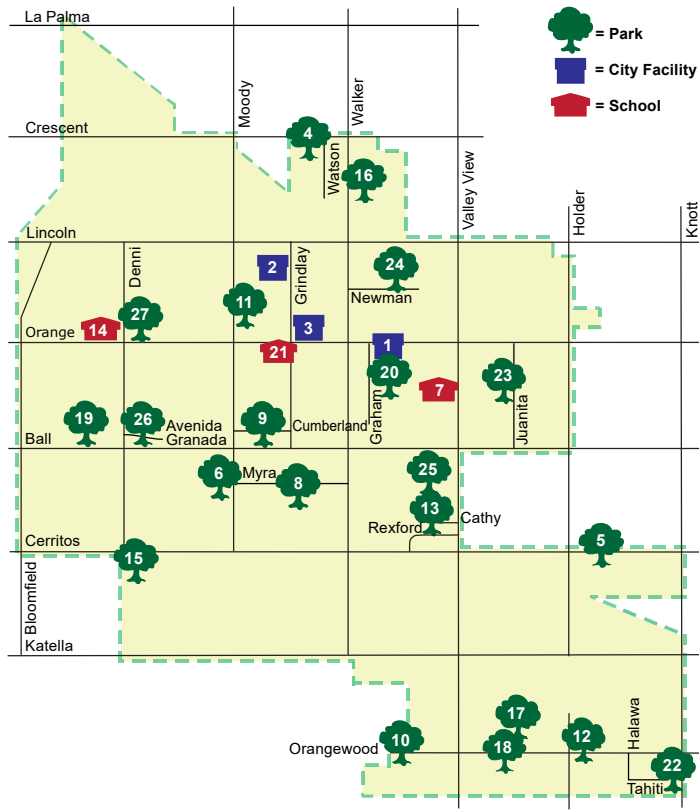 La Palma
= Park
= City Facility
= School
Moody
Walker
Crescent
4
Watson
16
Valley View
Holder
Knott
Lincoln
Denni
2
Grindlay
24
Newman
11
27
14
3
Orange
21
1
20
7
23
19
26
Avenida
Granada
9
Cumberland
Graham
Juanita
Ball
6
Myra
8
25
13
Cathy
Rexford
Cerritos
15
5
Bloomfield
Katella
17
Orangewood
10
18
12
Halawa
22
Tahiti